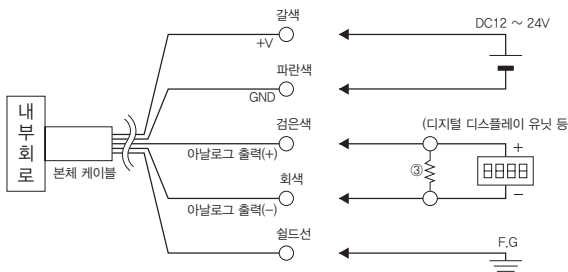 갈색
+V
DC12 ~ 24V
파란색
GND
내부회로
본체 케이블
검은색
아날로그 출력(+)
(디지털 디스플레이 유닛 등
+
③
8888
−
회색
아날로그 출력(−)
쉴드선
F.G